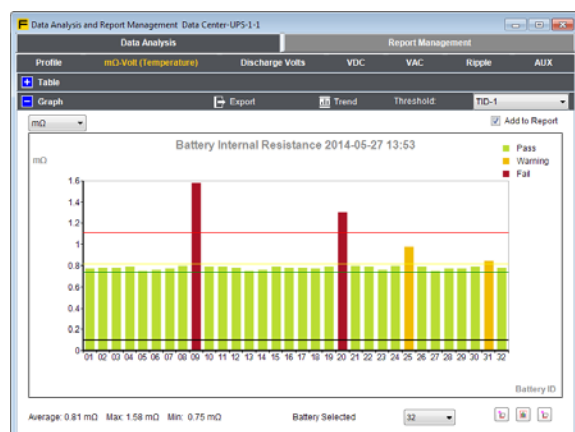 Data Analysis and Report Management Data Center-UPS-1-1
Data Analysis Report Management
Profile mΩ-Volt (Temperature) Discharge Volts VDC VAC Ripple AUX
Table
Graph Export Trend Threshold: TID-1
mΩ Add to Report
Battery Internal Resistance 2014-05-27 13:53
mΩ
Pass
Warning
Fail
1.6
1.4
1.2
1
0.8
0.6
0.4
0.2
0
01 02 03 04 05 06 07 08 09 10 11 12 13 14 15 16 17 18 19 20 21 22 23 24 25 26 27 28 29 30 31 32
Battery ID
Average: 0.81 mΩ Max: 1.58 mΩ Min: 0.75 mΩ Battery Selected 32